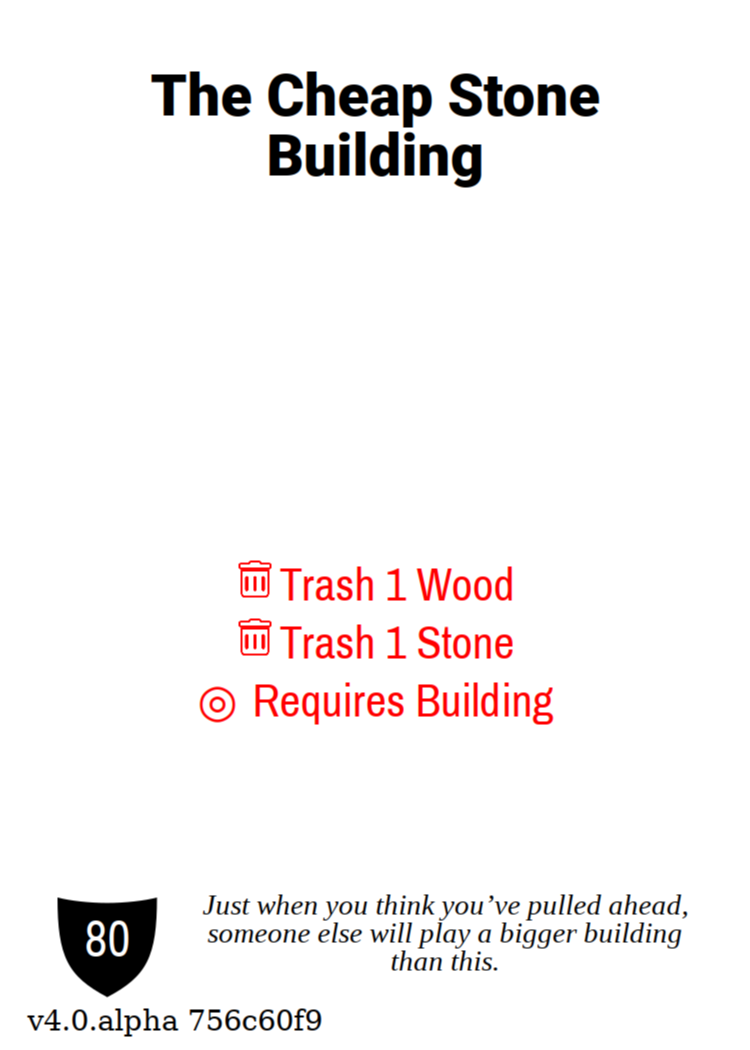 The Cheap Stone
Building
Trash 1 Wood
Trash 1 Stone
Requires Building
80
Just when you think you’ve pulled ahead,
someone else will play a bigger building
than this.
v4.0.alpha 756c60f9